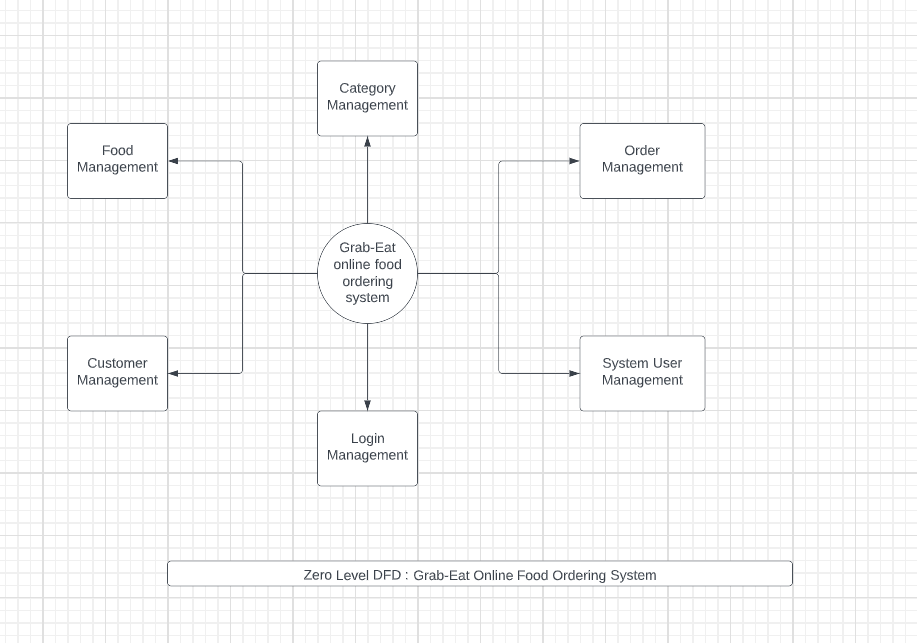 Category
Management
Food
Management
Order
Management
Grab-Eat
online food
ordering
system
Customer
Management
System User
Management
Login
Management
Zero Level DFD : Grab-Eat Online Food Ordering System